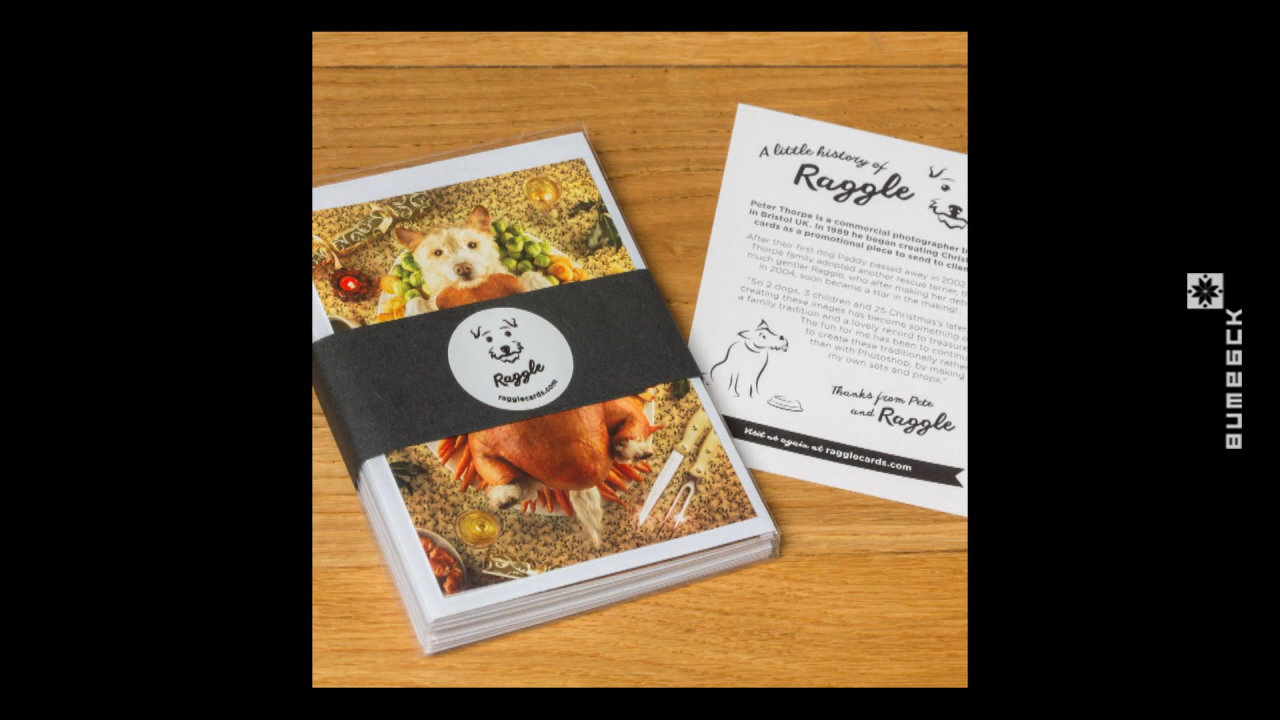 A little history of
Raggle
Peter Thorpe is a commercial photographer b
in Bristol UK. In 1989 he began creating Christ
cards as a promotional piece to send to clien
After their first dog Paddy passed away in 2002
Thorpe family adopted another rescue terrier, th
much gentler Raggle, who after making her deb
in 2004, soon became a star in the making!.
"So 2 dogs, 3 children and 25 Christmas's later
creating these images has become something o
a family tradition and a lovely record to treasure
The fun for me has been to continu
to create these traditionally rathe
than with Photoshop, by making
my own sets and props."
Thanks from Pete
and Raggle
Visit us again at ragglecards.com
Raggle
ragglecards.com
BUMESCK